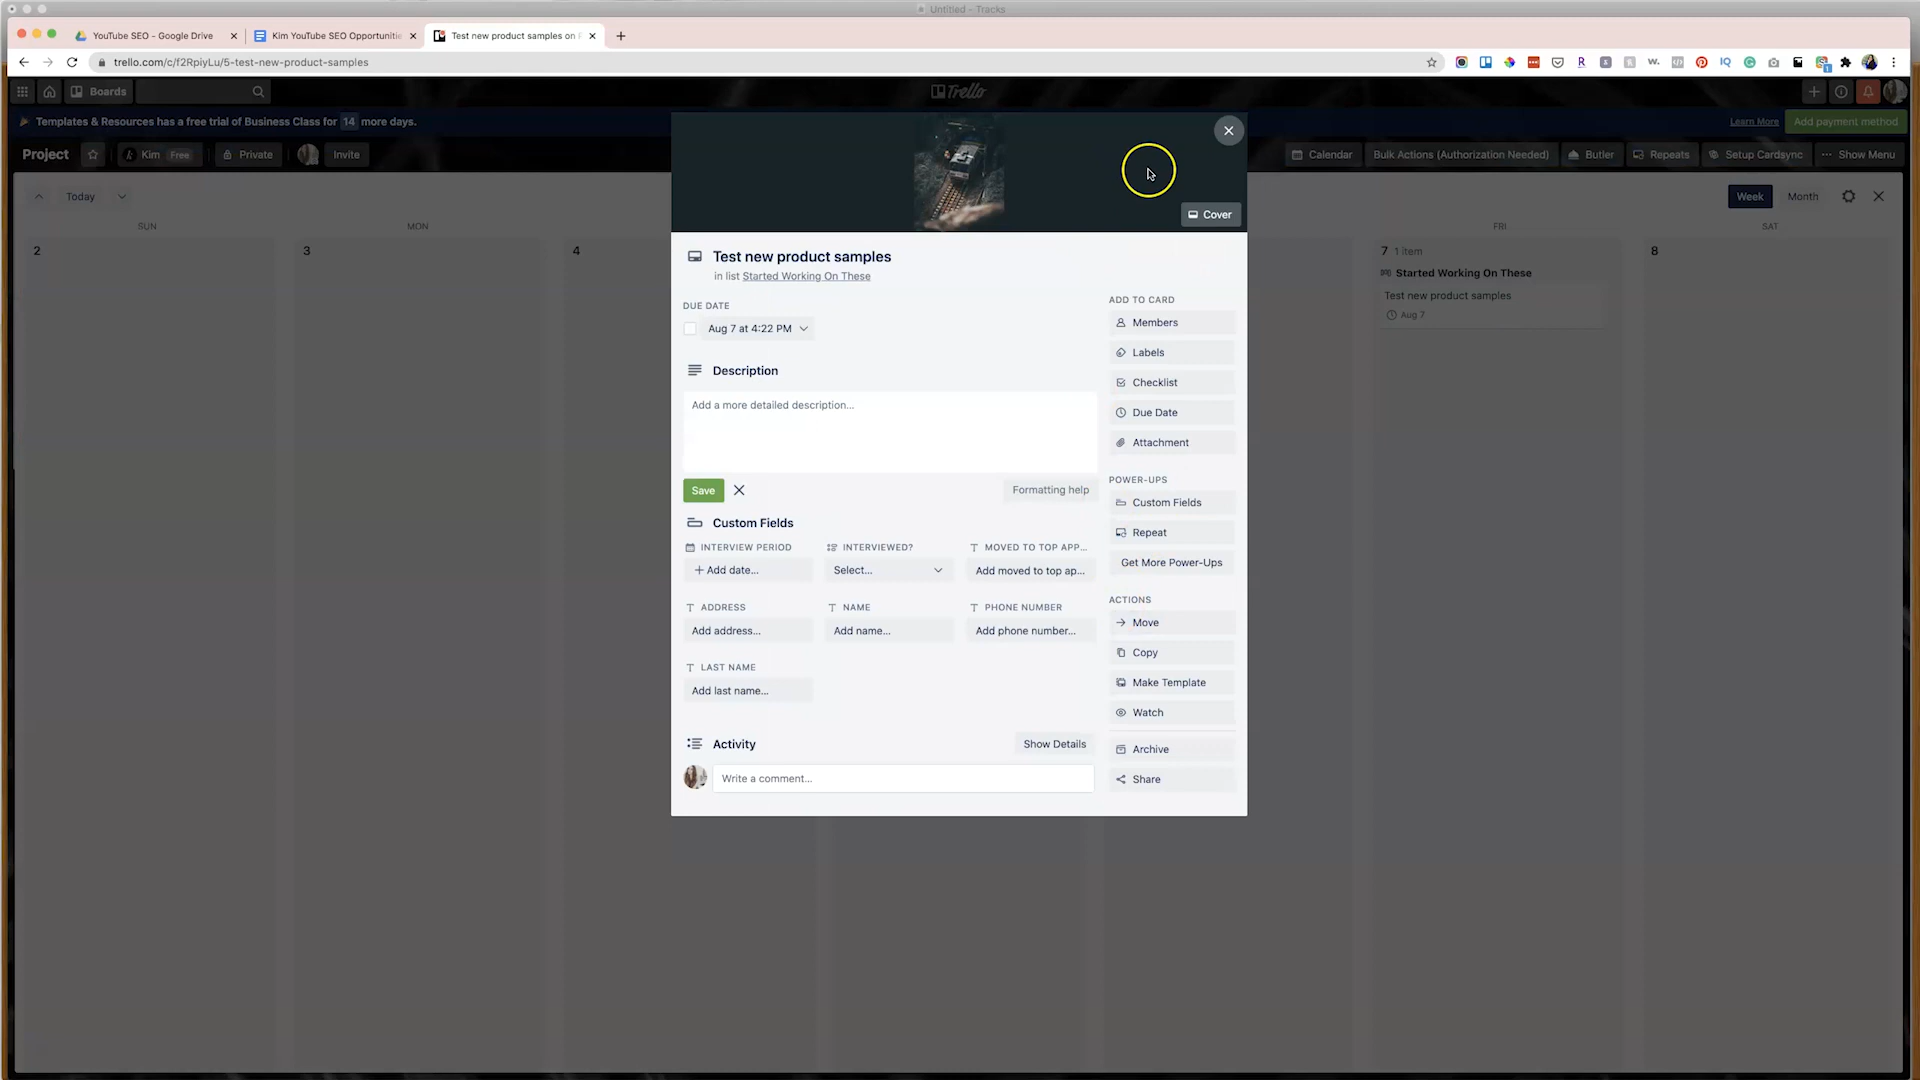 Untitled - Tracks
YouTube SEO - Google Drive
Kim YouTube SEO Opportunitie
Test new product samples on
trello.com/c/f2RpiyLu/5-test-new-product-samples
Boards
Trello
Templates & Resources has a free trial of Business Class for 14 more days.
Learn More
Add payment method
Project
Kim Free
Private
Invite
Calendar
Bulk Actions (Authorization Needed)
Butler
Repeats
Setup Cardsync
Show Menu
Today
Week
Month
SUN
MON
FRI
SAT
2
3
4
7 1 item
8
Started Working On These
Test new product samples
Aug 7
Cover
Test new product samples
in list Started Working On These
DUE DATE
Aug 7 at 4:22 PM
Description
Add a more detailed description...
Save
Formatting help
Custom Fields
INTERVIEW PERIOD
INTERVIEWED?
MOVED TO TOP APP...
Add date...
Select...
Add moved to top ap...
ADDRESS
NAME
PHONE NUMBER
Add address...
Add name...
Add phone number...
LAST NAME
Add last name...
Activity
Show Details
Write a comment...
ADD TO CARD
Members
Labels
Checklist
Due Date
Attachment
POWER-UPS
Custom Fields
Repeat
Get More Power-Ups
ACTIONS
Move
Copy
Make Template
Watch
Archive
Share